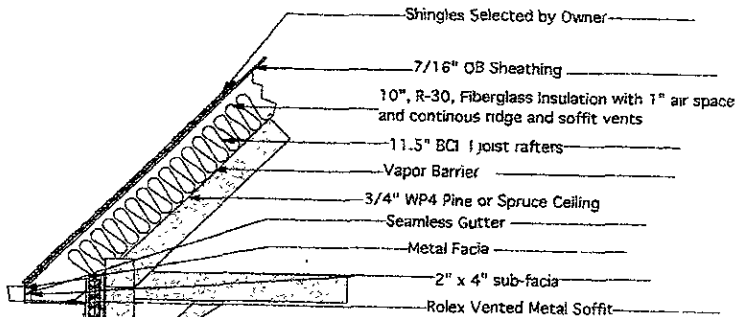 Shingles Selected by Owner
7/16" OB Sheathing
10", R-30, Fiberglass Insulation with 1" air space
and continous ridge and soffit vents
11.5" BCI I joist rafters
Vapor Barrier
3/4" WP4 Pine or Spruce Ceiling
Seamless Gutter
Metal Facia
2" x 4" sub-facia
Rolex Vented Metal Soffit